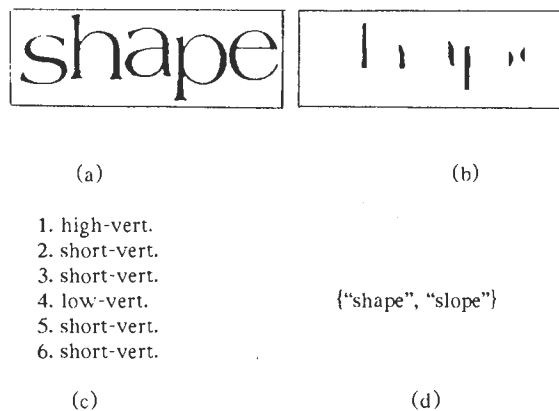 shape
(a)
(b)
1. high-vert.
2. short-vert.
3. short-vert.
4. low-vert.
5. short-vert.
6. short-vert.
{“shape”, “slope”}
(c)
(d)